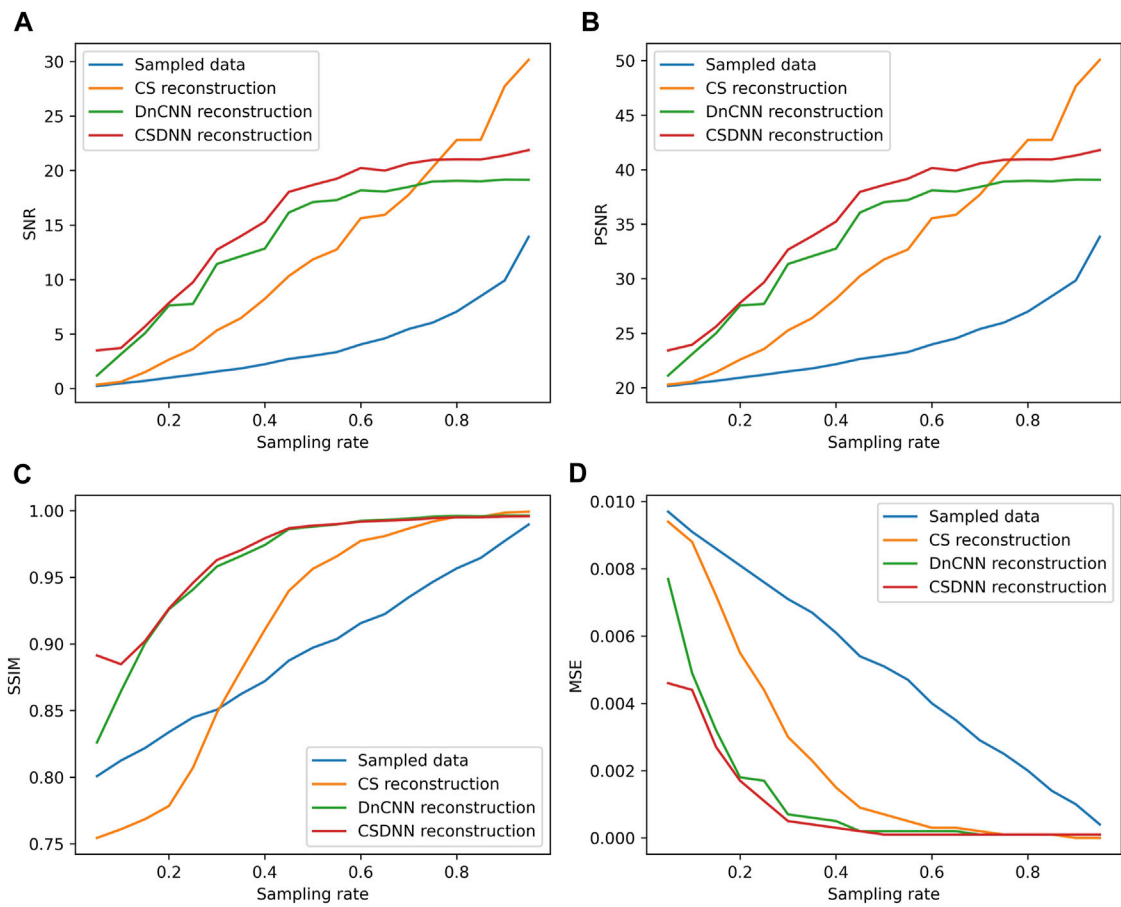 A
SNR
30
25
20
15
10
5
0
Sampled data
CS reconstruction
DnCNN reconstruction
CSDNN reconstruction
0.2 0.4 0.6 0.8
Sampling rate
B
PSNR
50
45
40
35
30
25
20
Sampled data
CS reconstruction
DnCNN reconstruction
CSDNN reconstruction
0.2 0.4 0.6 0.8
Sampling rate
C
SSIM
1.00
0.95
0.90
0.85
0.80
0.75
Sampled data
CS reconstruction
DnCNN reconstruction
CSDNN reconstruction
0.2 0.4 0.6 0.8
Sampling rate
D
MSE
0.010
0.008
0.006
0.004
0.002
0.000
Sampled data
CS reconstruction
DnCNN reconstruction
CSDNN reconstruction
0.2 0.4 0.6 0.8
Sampling rate